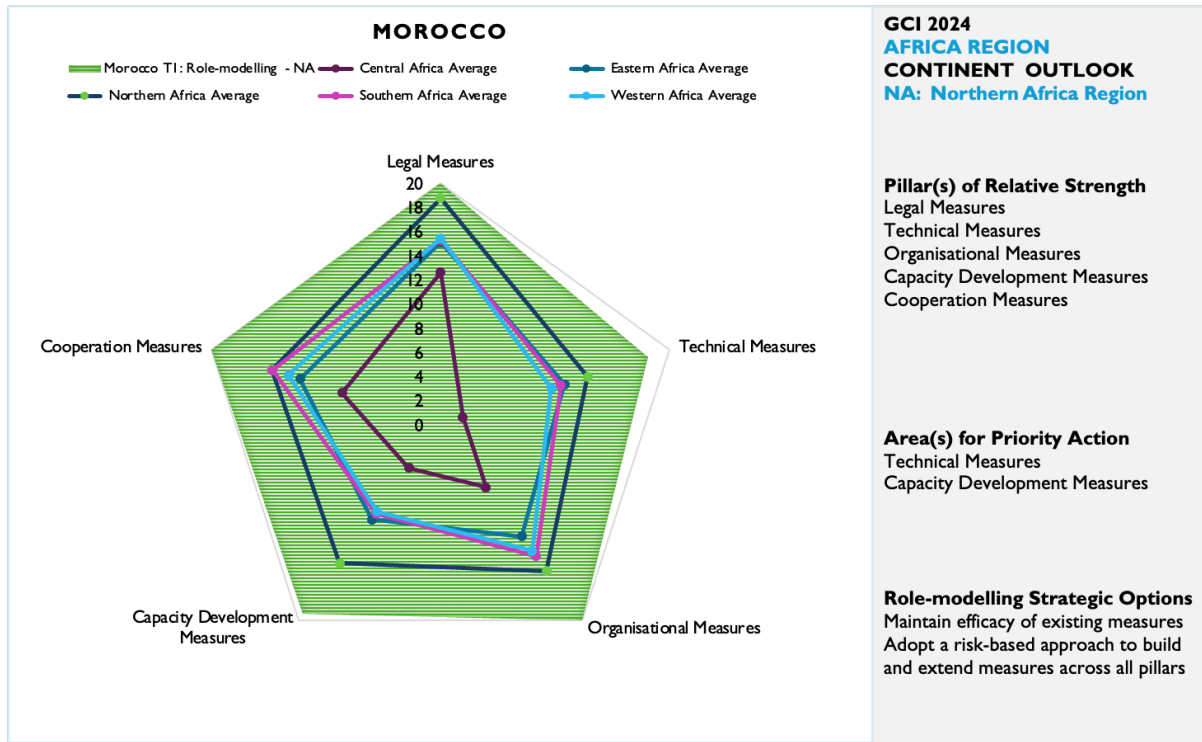 MOROCCO
Morocco T1: Role-modelling - NA
Central Africa Average
Eastern Africa Average
Northern Africa Average
Southern Africa Average
Western Africa Average
Legal Measures
20
18
16
14
12
10
8
6
4
2
0
Technical Measures
Cooperation Measures
Capacity Development
Measures
Organisational Measures
GCI 2024
AFRICA REGION
CONTINENT OUTLOOK
NA: Northern Africa Region
Pillar(s) of Relative Strength
Legal Measures
Technical Measures
Organisational Measures
Capacity Development Measures
Cooperation Measures
Area(s) for Priority Action
Technical Measures
Capacity Development Measures
Role-modelling Strategic Options
Maintain efficacy of existing measures
Adopt a risk-based approach to build
and extend measures across all pillars